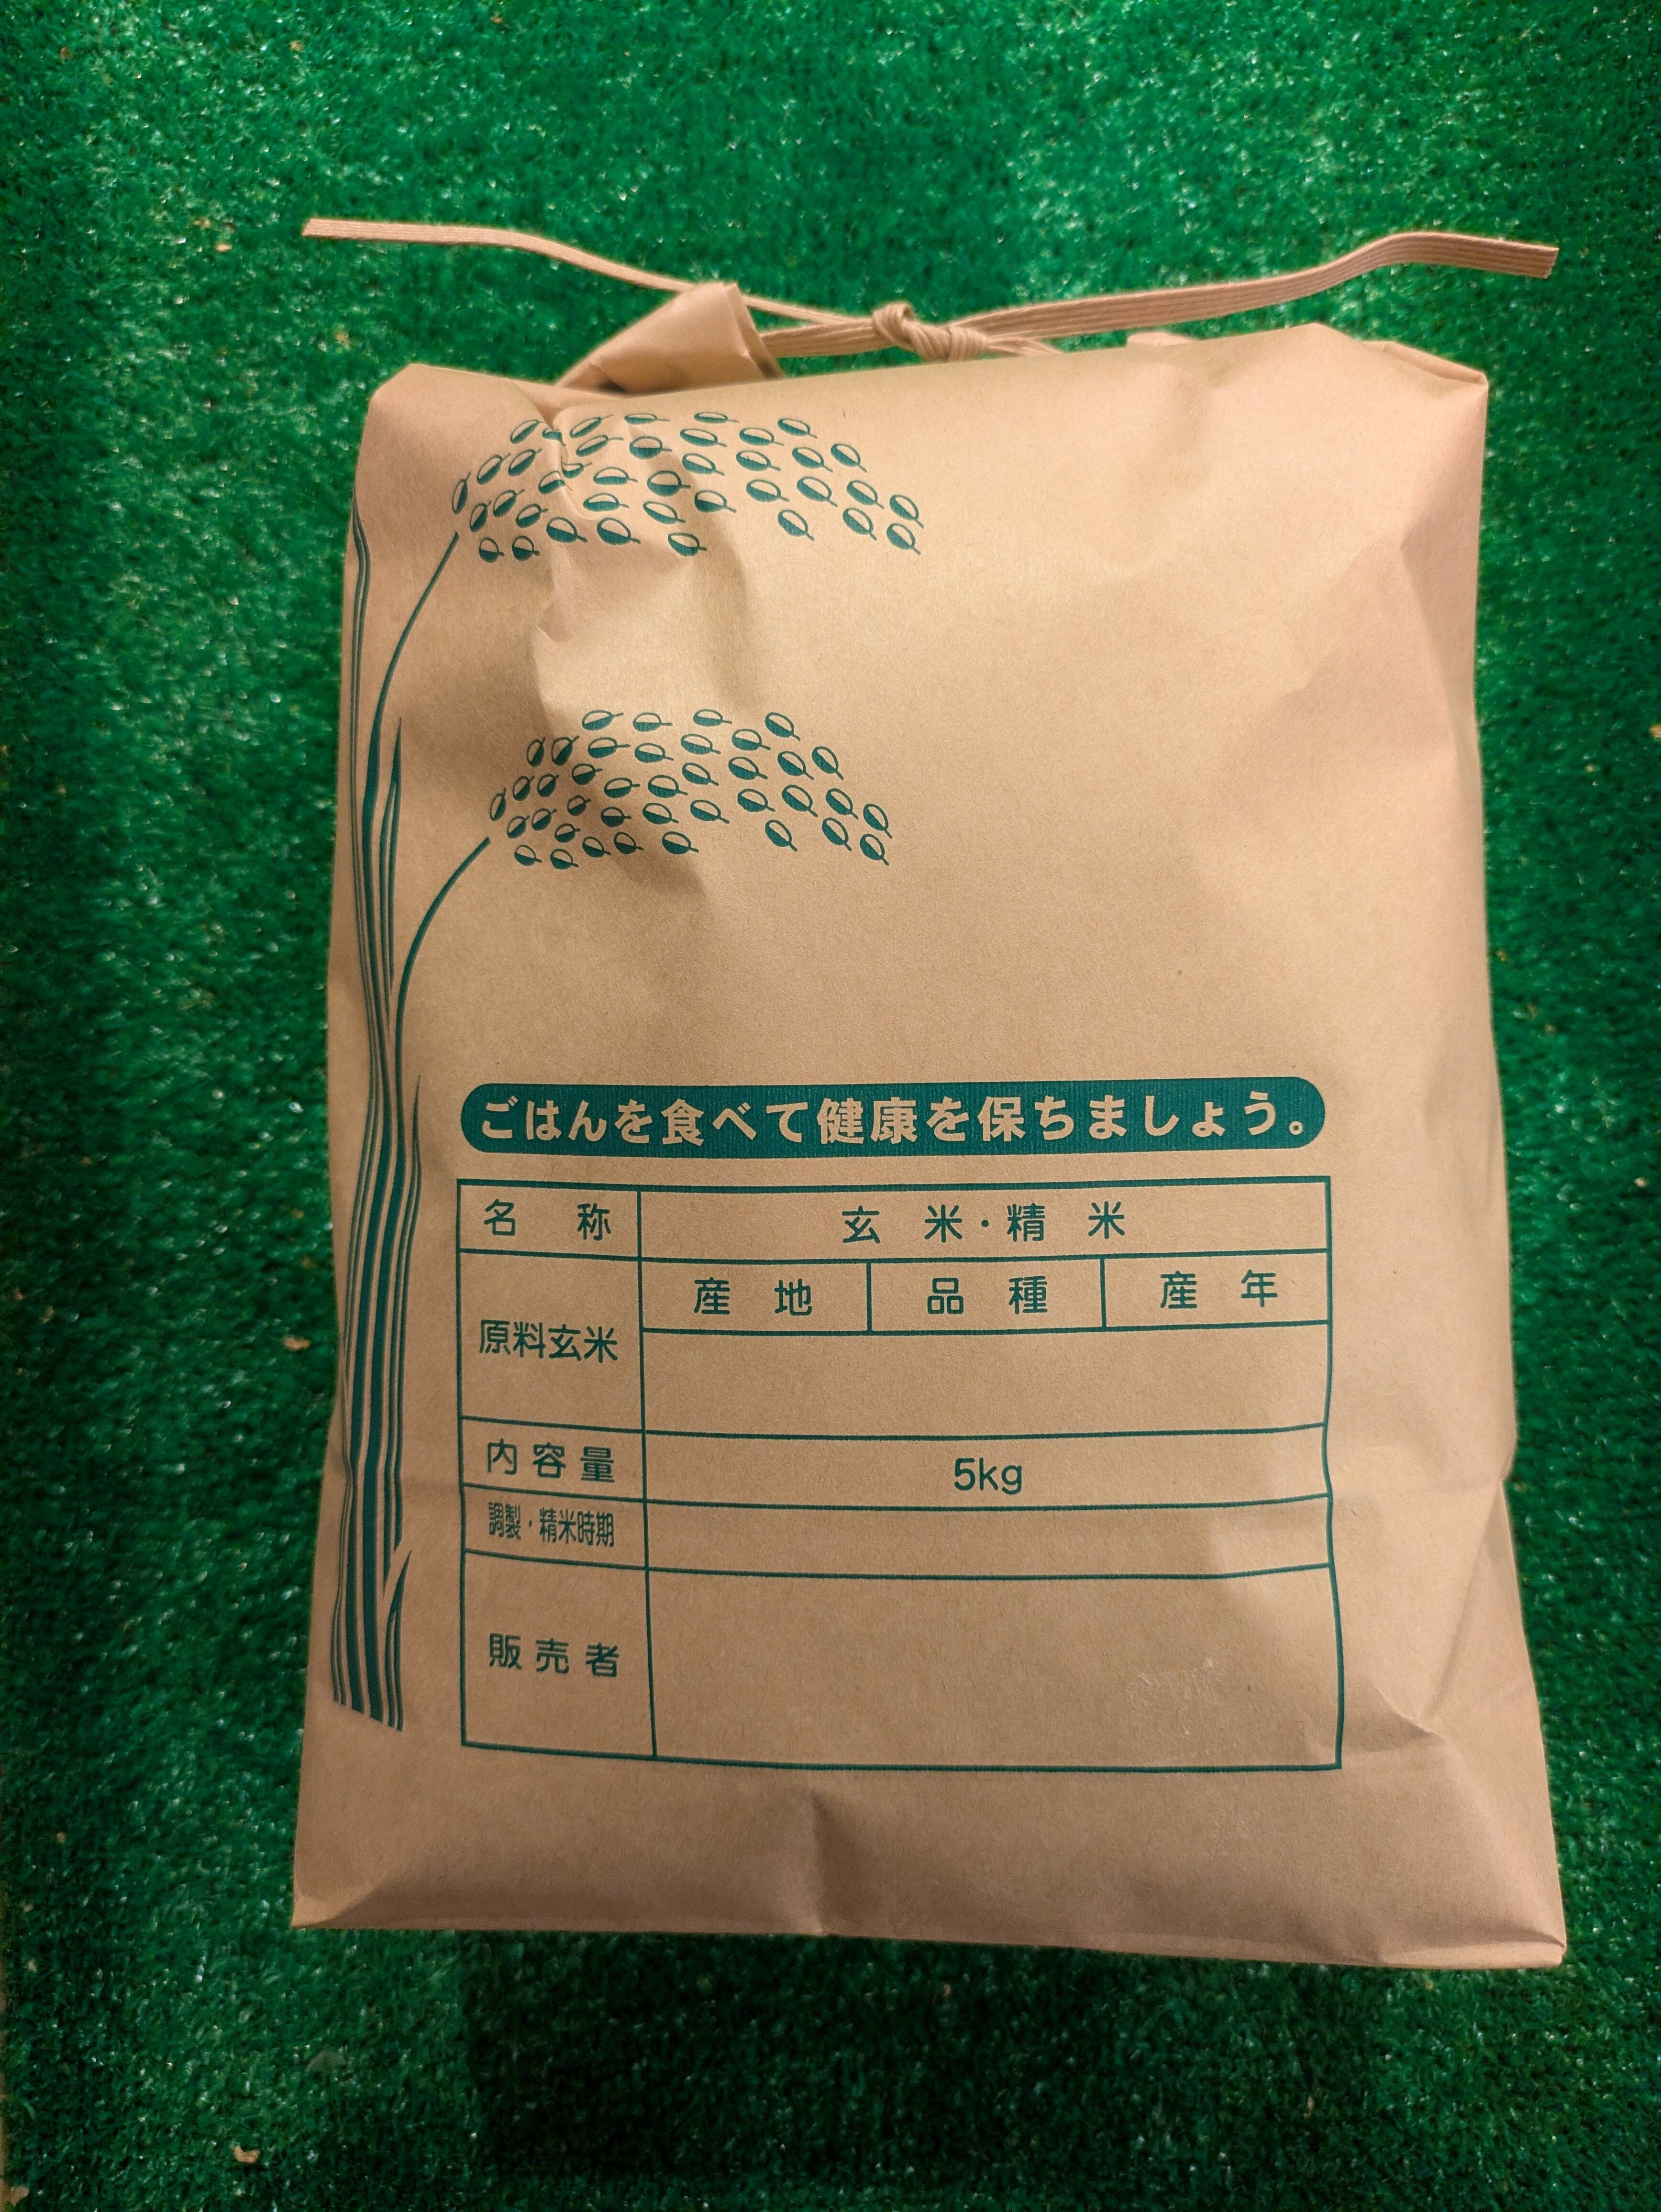 ごはんを食べて健康を保ちましょう。
名称 玄米・精米
原料玄米 産地 品種 産年
内容量 5kg
調製・精米時期
販売者